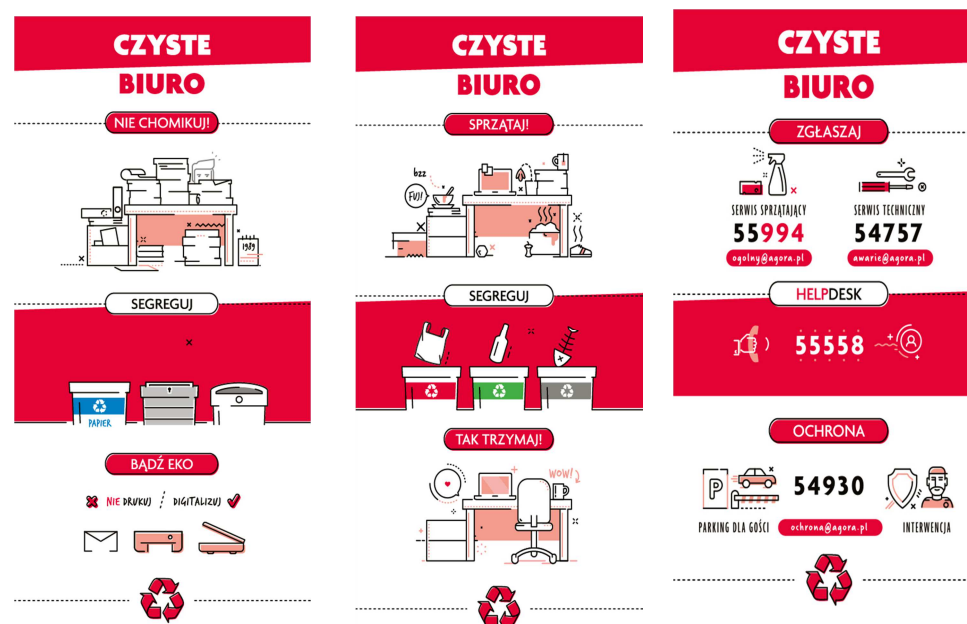 CZYSTE
BIURO
NIE CHOMIKUJ!
1989
SEGREGUJ
PAPIER
BĄDŹ EKO
NIE DRUKUJ / DIGITALIZUJ
CZYSTE
BIURO
SPRZĄTAJ!
bzz
FUJ!
SEGREGUJ
TAK TRZYMAJ!
WOW!
CZYSTE
BIURO
ZGŁASZAJ
SERWIS SPRZĄTAJĄCY
55994
ogolny@agora.pl
SERWIS TECHNICZNY
54757
awarie@agora.pl
HELPDESK
55558
OCHRONA
P
54930
PARKING DLA GOŚCI
ochrona@agora.pl
INTERWENCJA